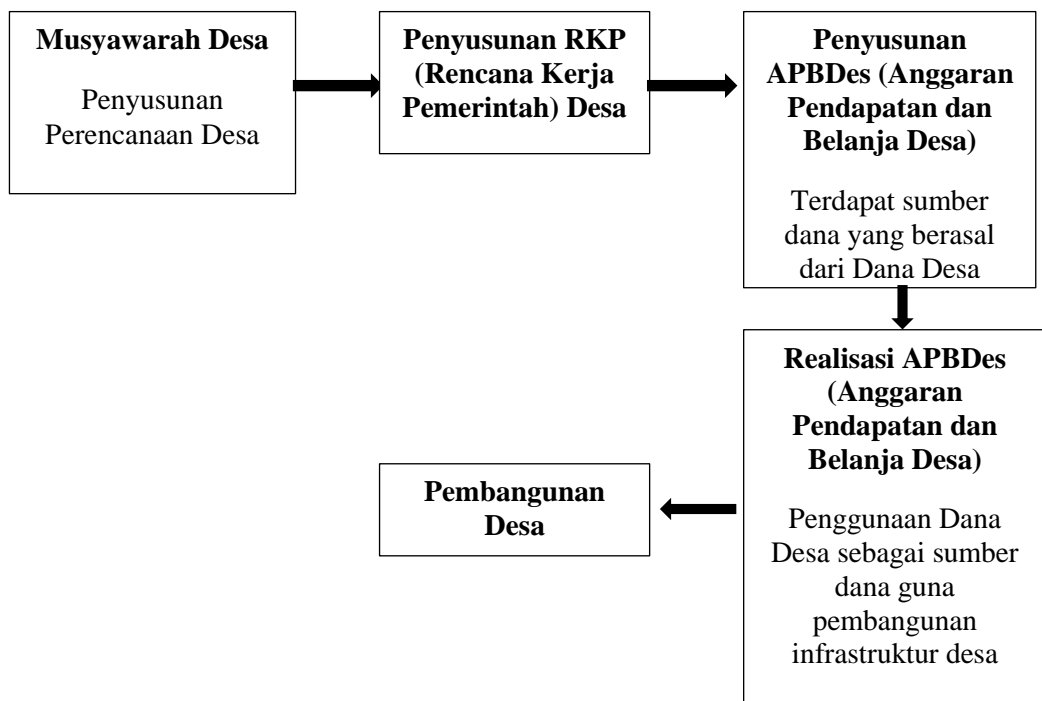 Musyawarah Desa
Penyusunan
Perencanaan Desa
Penyusunan RKP
(Rencana Kerja
Pemerintah) Desa
Penyusunan
APBDes (Anggaran
Pendapatan dan
Belanja Desa)
Terdapat sumber
dana yang berasal
dari Dana Desa
Realisasi APBDes
(Anggaran
Pendapatan dan
Belanja Desa)
Penggunaan Dana
Desa sebagai sumber
dana guna
pembangunan
infrastruktur desa
Pembangunan
Desa